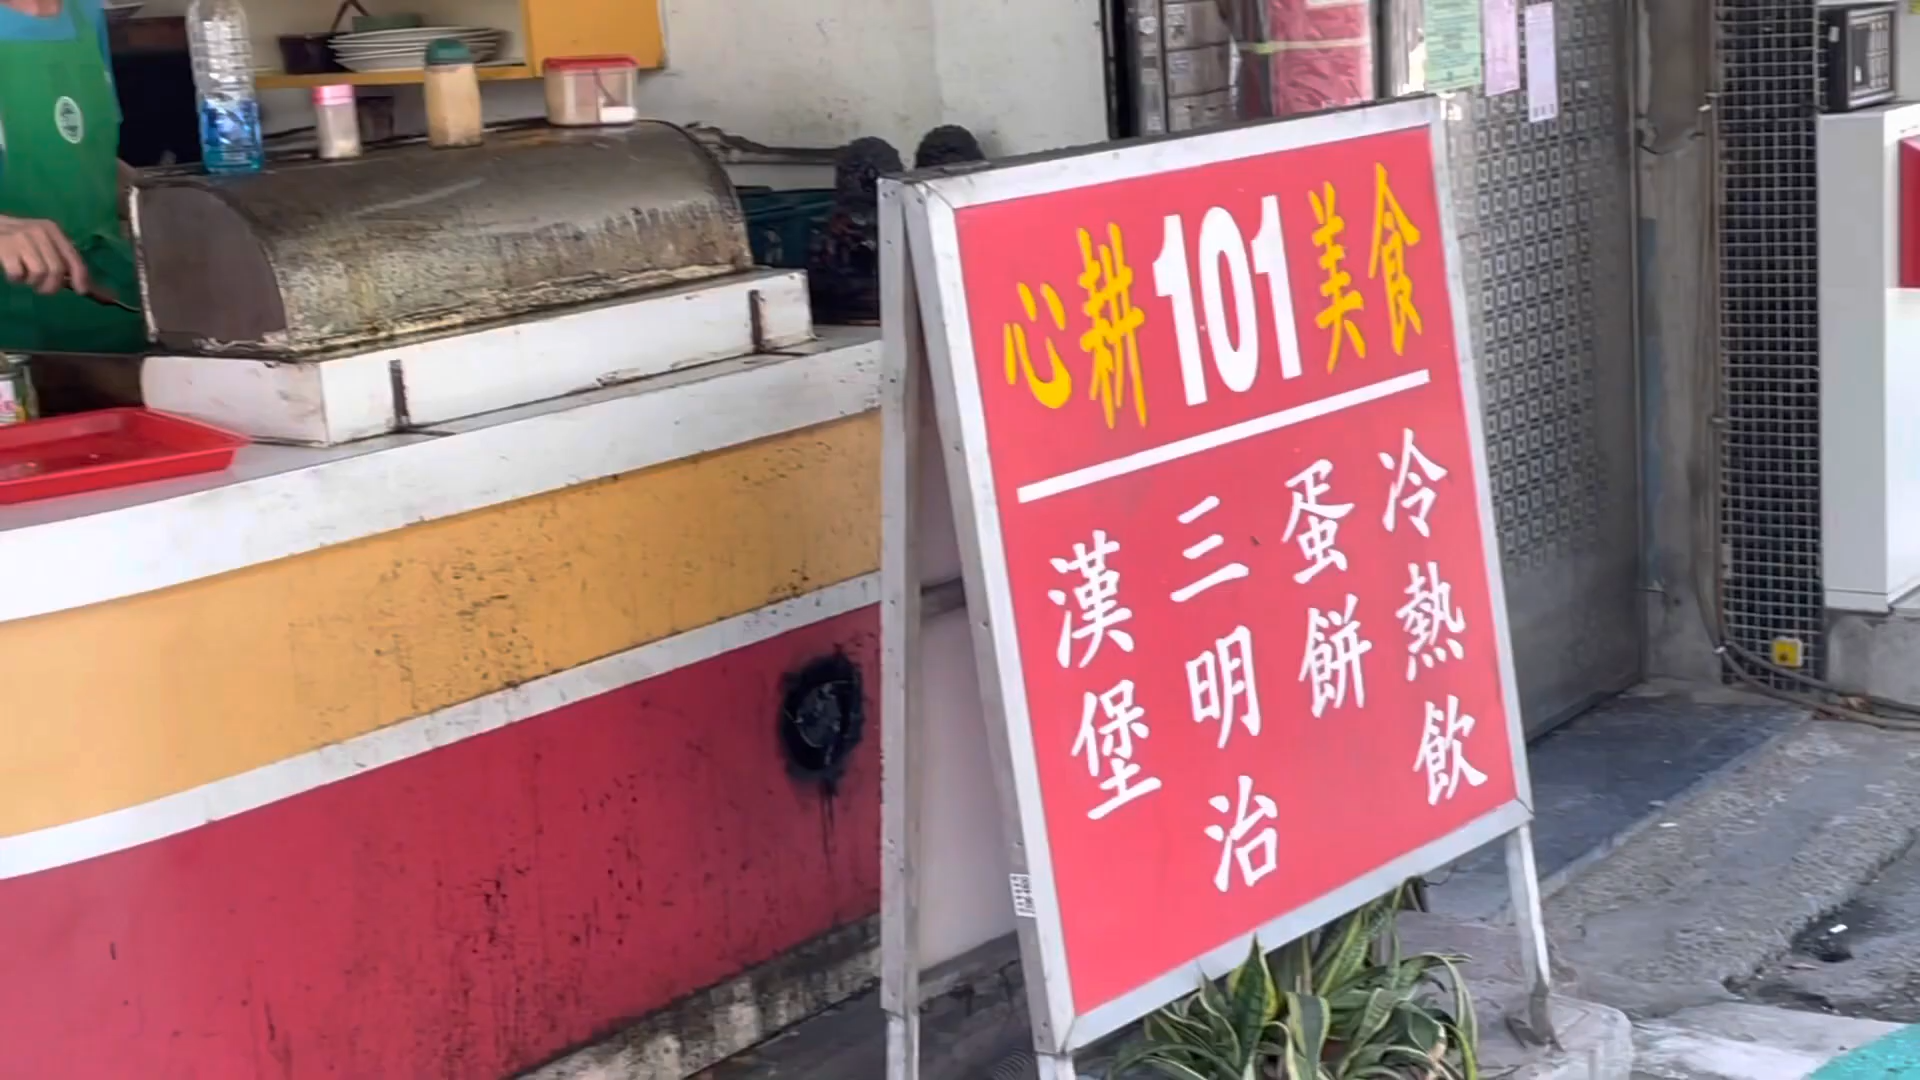 心耕101美食
漢堡
三明治
蛋餅
冷熱飲